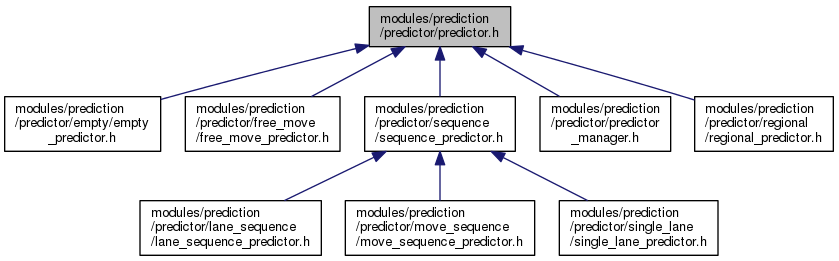 modules/prediction
/predictor/predictor.h
modules/prediction
/predictor/empty/empty
_predictor.h
modules/prediction
/predictor/free_move
/free_move_predictor.h
modules/prediction
/predictor/sequence
/sequence_predictor.h
modules/prediction
/predictor/predictor
_manager.h
modules/prediction
/predictor/regional
/regional_predictor.h
modules/prediction
/predictor/lane_sequence
/lane_sequence_predictor.h
modules/prediction
/predictor/move_sequence
/move_sequence_predictor.h
modules/prediction
/predictor/single_lane
/single_lane_predictor.h